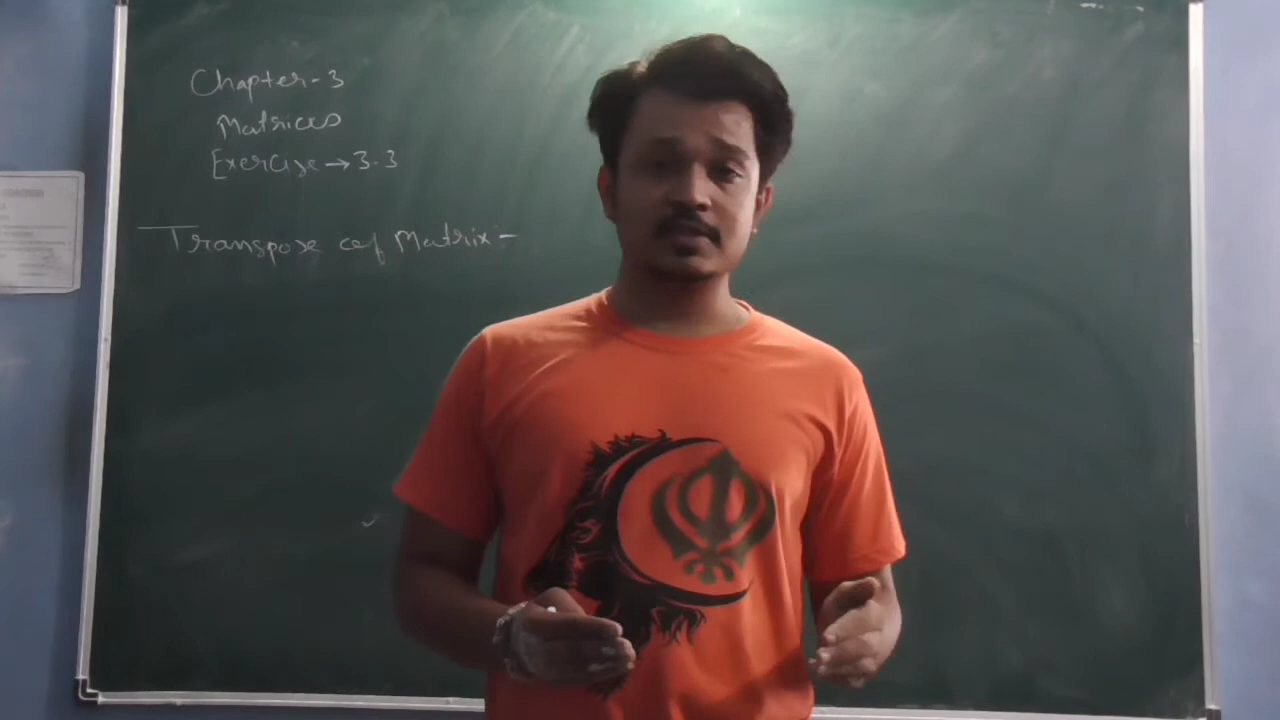 Chapter-3
Matrices
Exercise → 3.3
Transpose of Matrix:-